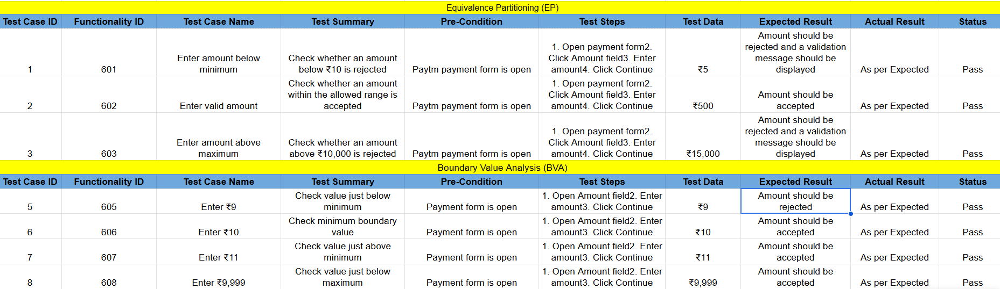 Equivalence Partitioning (EP)
Test Case ID Functionality ID Test Case Name Test Summary Pre-Condition Test Steps Test Data Expected Result Actual Result Status
1 601 Enter amount below minimum Check whether an amount below ₹10 is rejected Paytm payment form is open 1. Open payment form2. Click Amount field3. Enter amount4. Click Continue ₹5 Amount should be rejected and a validation message should be displayed As per Expected Pass
2 602 Enter valid amount Check whether an amount within the allowed range is accepted Paytm payment form is open 1. Open payment form2. Click Amount field3. Enter amount4. Click Continue ₹500 Amount should be accepted As per Expected Pass
3 603 Enter amount above maximum Check whether an amount above ₹10,000 is rejected Paytm payment form is open 1. Open payment form2. Click Amount field3. Enter amount4. Click Continue ₹15,000 Amount should be rejected and a validation message should be displayed As per Expected Pass
Boundary Value Analysis (BVA)
Test Case ID Functionality ID Test Case Name Test Summary Pre-Condition Test Steps Test Data Expected Result Actual Result Status
5 605 Enter ₹9 Check value just below minimum Payment form is open 1. Open Amount field2. Enter amount3. Click Continue ₹9 Amount should be rejected As per Expected Pass
6 606 Enter ₹10 Check minimum boundary value Payment form is open 1. Open Amount field2. Enter amount3. Click Continue ₹10 Amount should be accepted As per Expected Pass
7 607 Enter ₹11 Check value just above minimum Payment form is open 1. Open Amount field2. Enter amount3. Click Continue ₹11 Amount should be accepted As per Expected Pass
8 608 Enter ₹9,999 Check value just below maximum Payment form is open 1. Open Amount field2. Enter amount3. Click Continue ₹9,999 Amount should be accepted As per Expected Pass